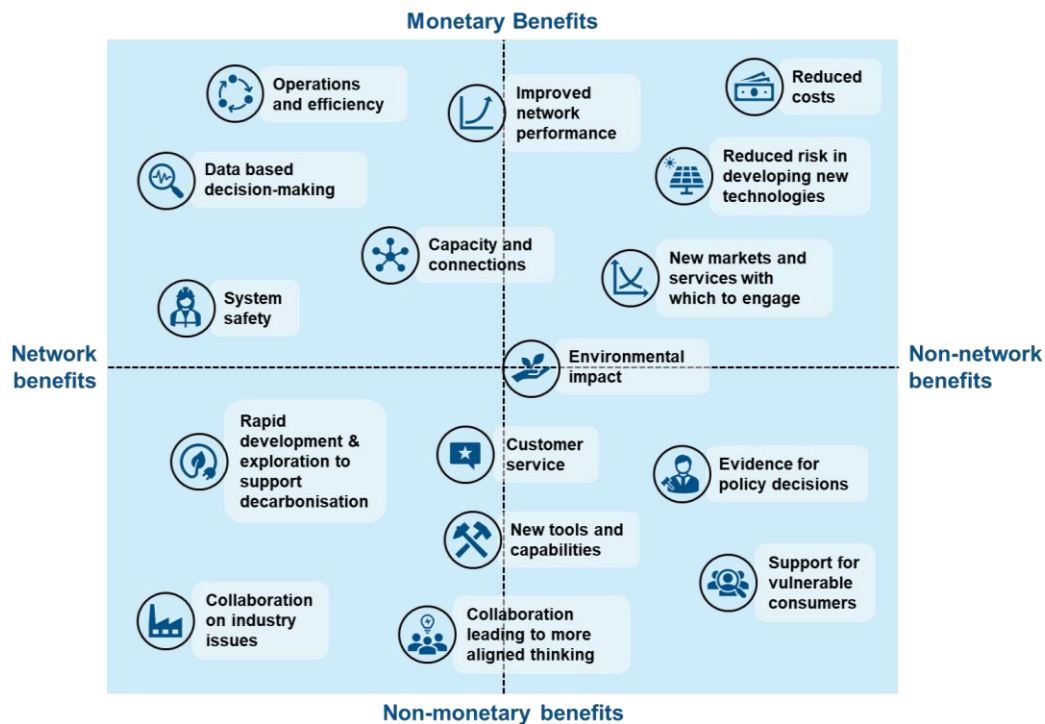 Monetary Benefits
Operations
and efficiency
Improved
network
performance
Reduced
costs
Data based
decision-making
Reduced risk in
developing new
technologies
Capacity and
connections
New markets and
services with
which to engage
System
safety
Network
benefits
Environmental
impact
Non-network
benefits
Rapid
development &
exploration to
support
decarbonisation
Customer
service
Evidence for
policy decisions
New tools and
capabilities
Support for
vulnerable
consumers
Collaboration
on industry
issues
Collaboration
leading to more
aligned thinking
Non-monetary benefits